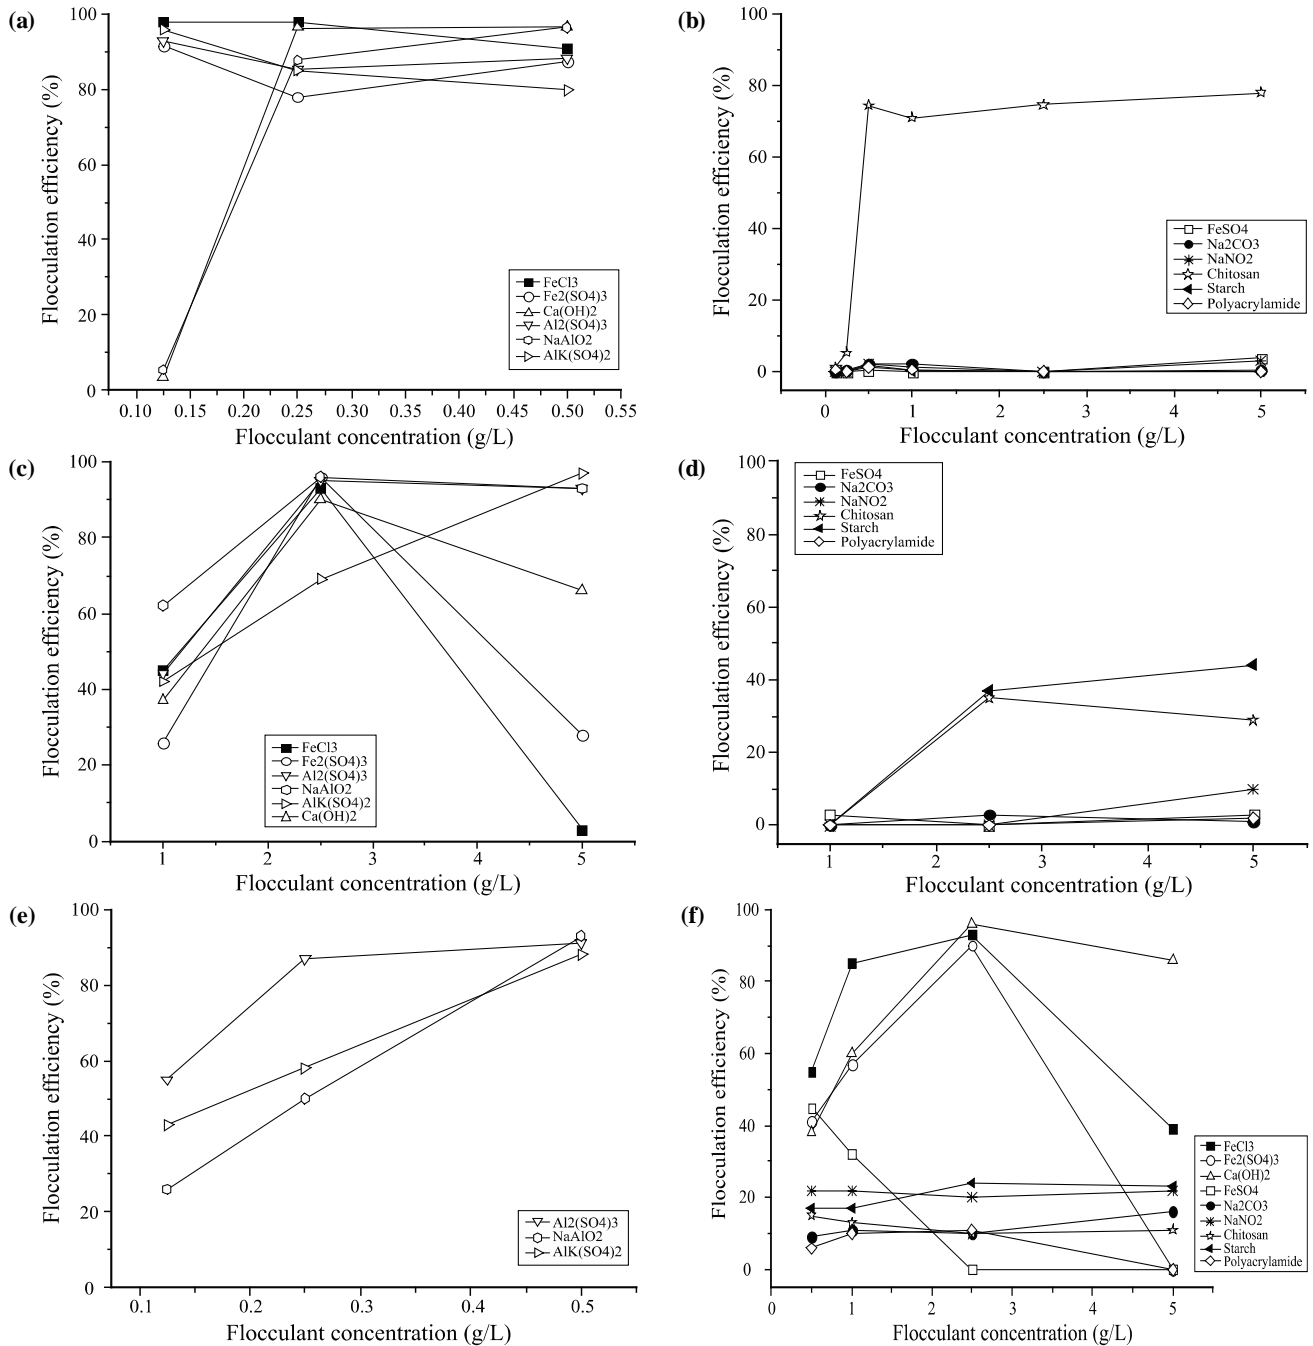 (a)
100
80
60
40
20
0
Flocculation efficiency (%)
0.10 0.15 0.20 0.25 0.30 0.35 0.40 0.45 0.50 0.55
Flocculant concentration (g/L)
FeCl3
Fe2(SO4)3
Ca(OH)2
Al2(SO4)3
NaAlO2
AlK(SO4)2
(b)
100
80
60
40
20
0
Flocculation efficiency (%)
0 1 2 3 4 5
Flocculant concentration (g/L)
FeSO4
Na2CO3
NaNO2
Chitosan
Starch
Polyacrylamide
(c)
100
80
60
40
20
0
Flocculation efficiency (%)
1 2 3 4 5
Flocculant concentration (g/L)
FeCl3
Fe2(SO4)3
Al2(SO4)3
NaAlO2
AlK(SO4)2
Ca(OH)2
(d)
100
80
60
40
20
0
Flocculation efficiency (%)
1 2 3 4 5
Flocculant concentration (g/L)
FeSO4
Na2CO3
NaNO2
Chitosan
Starch
Polyacrylamide
(e)
100
80
60
40
20
0
Flocculation efficiency (%)
0.1 0.2 0.3 0.4 0.5
Flocculant concentration (g/L)
Al2(SO4)3
NaAlO2
AlK(SO4)2
(f)
100
80
60
40
20
0
Flocculation efficiency (%)
0 1 2 3 4 5
Flocculant concentration (g/L)
FeCl3
Fe2(SO4)3
Ca(OH)2
FeSO4
Na2CO3
NaNO2
Chitosan
Starch
Polyacrylamide